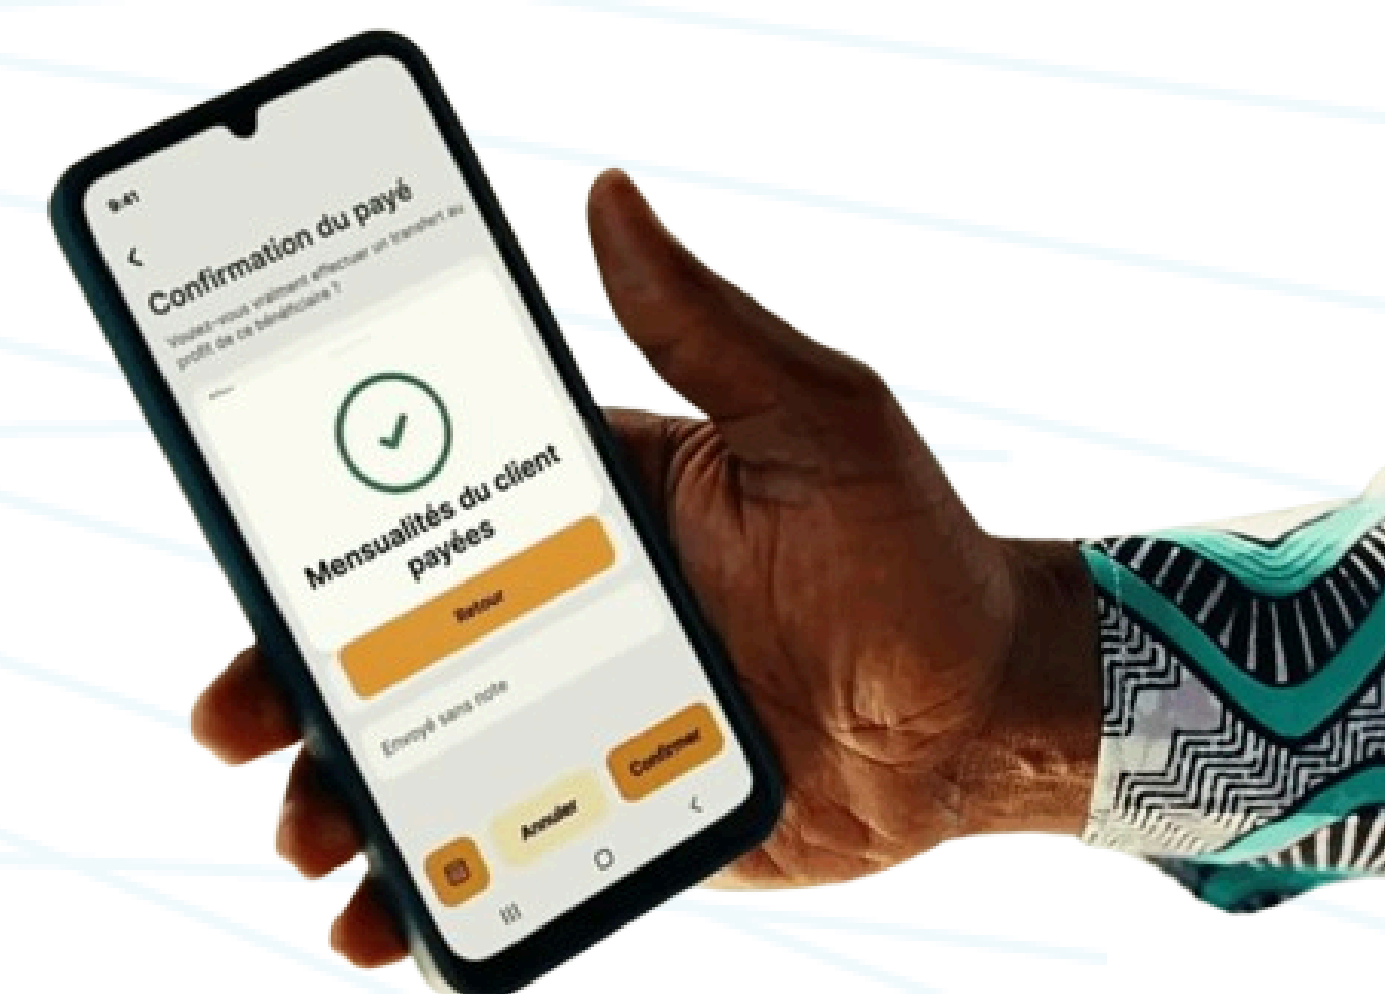 9:41
Confirmation du payé
Voulez-vous vraiment effectuer un transfert au
profit de ce bénéficiaire ?
Mensualités du client
payées
Retour
Envoyé sans note
Annuler
Confirmer